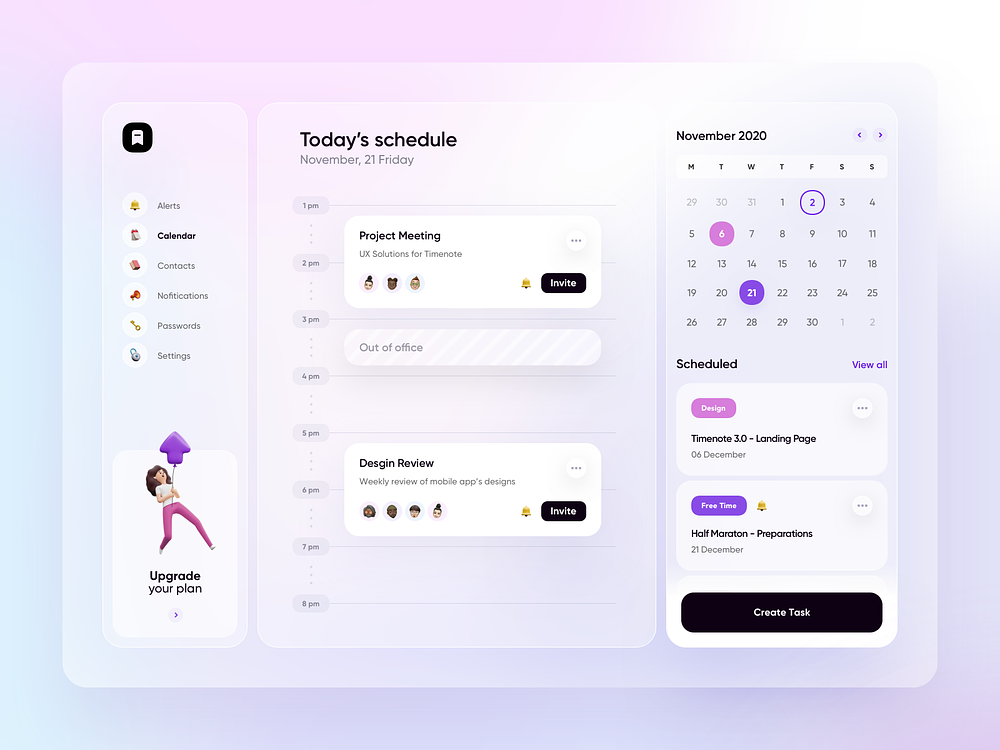 Alerts
Calendar
Contacts
Nofitications
Passwords
Settings
Upgrade
your plan
Today's schedule
November, 21 Friday
1 pm
Project Meeting
UX Solutions for Timenote
2 pm
Invite
3 pm
Out of office
4 pm
5 pm
Desgin Review
Weekly review of mobile app's designs
6 pm
Invite
7 pm
8 pm
November 2020
M T W T F S S
29 30 31 1 2 3 4
5 6 7 8 9 10 11
12 13 14 15 16 17 18
19 20 21 22 23 24 25
26 27 28 29 30 1 2
Scheduled View all
Design
Timenote 3.0 - Landing Page
06 December
Free Time
Half Maraton - Preparations
21 December
Create Task